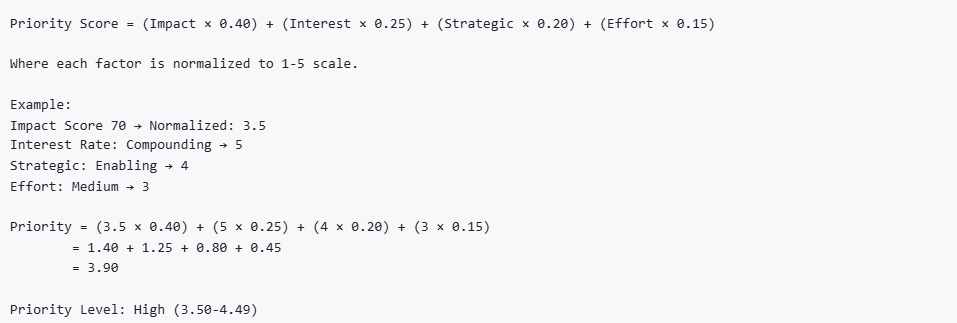 Priority Score = (Impact × 0.40) + (Interest × 0.25) + (Strategic × 0.20) + (Effort × 0.15)
Where each factor is normalized to 1-5 scale.
Example:
Impact Score 70 → Normalized: 3.5
Interest Rate: Compounding → 5
Strategic: Enabling → 4
Effort: Medium → 3
Priority = (3.5 × 0.40) + (5 × 0.25) + (4 × 0.20) + (3 × 0.15)
= 1.40 + 1.25 + 0.80 + 0.45
= 3.90
Priority Level: High (3.50-4.49)